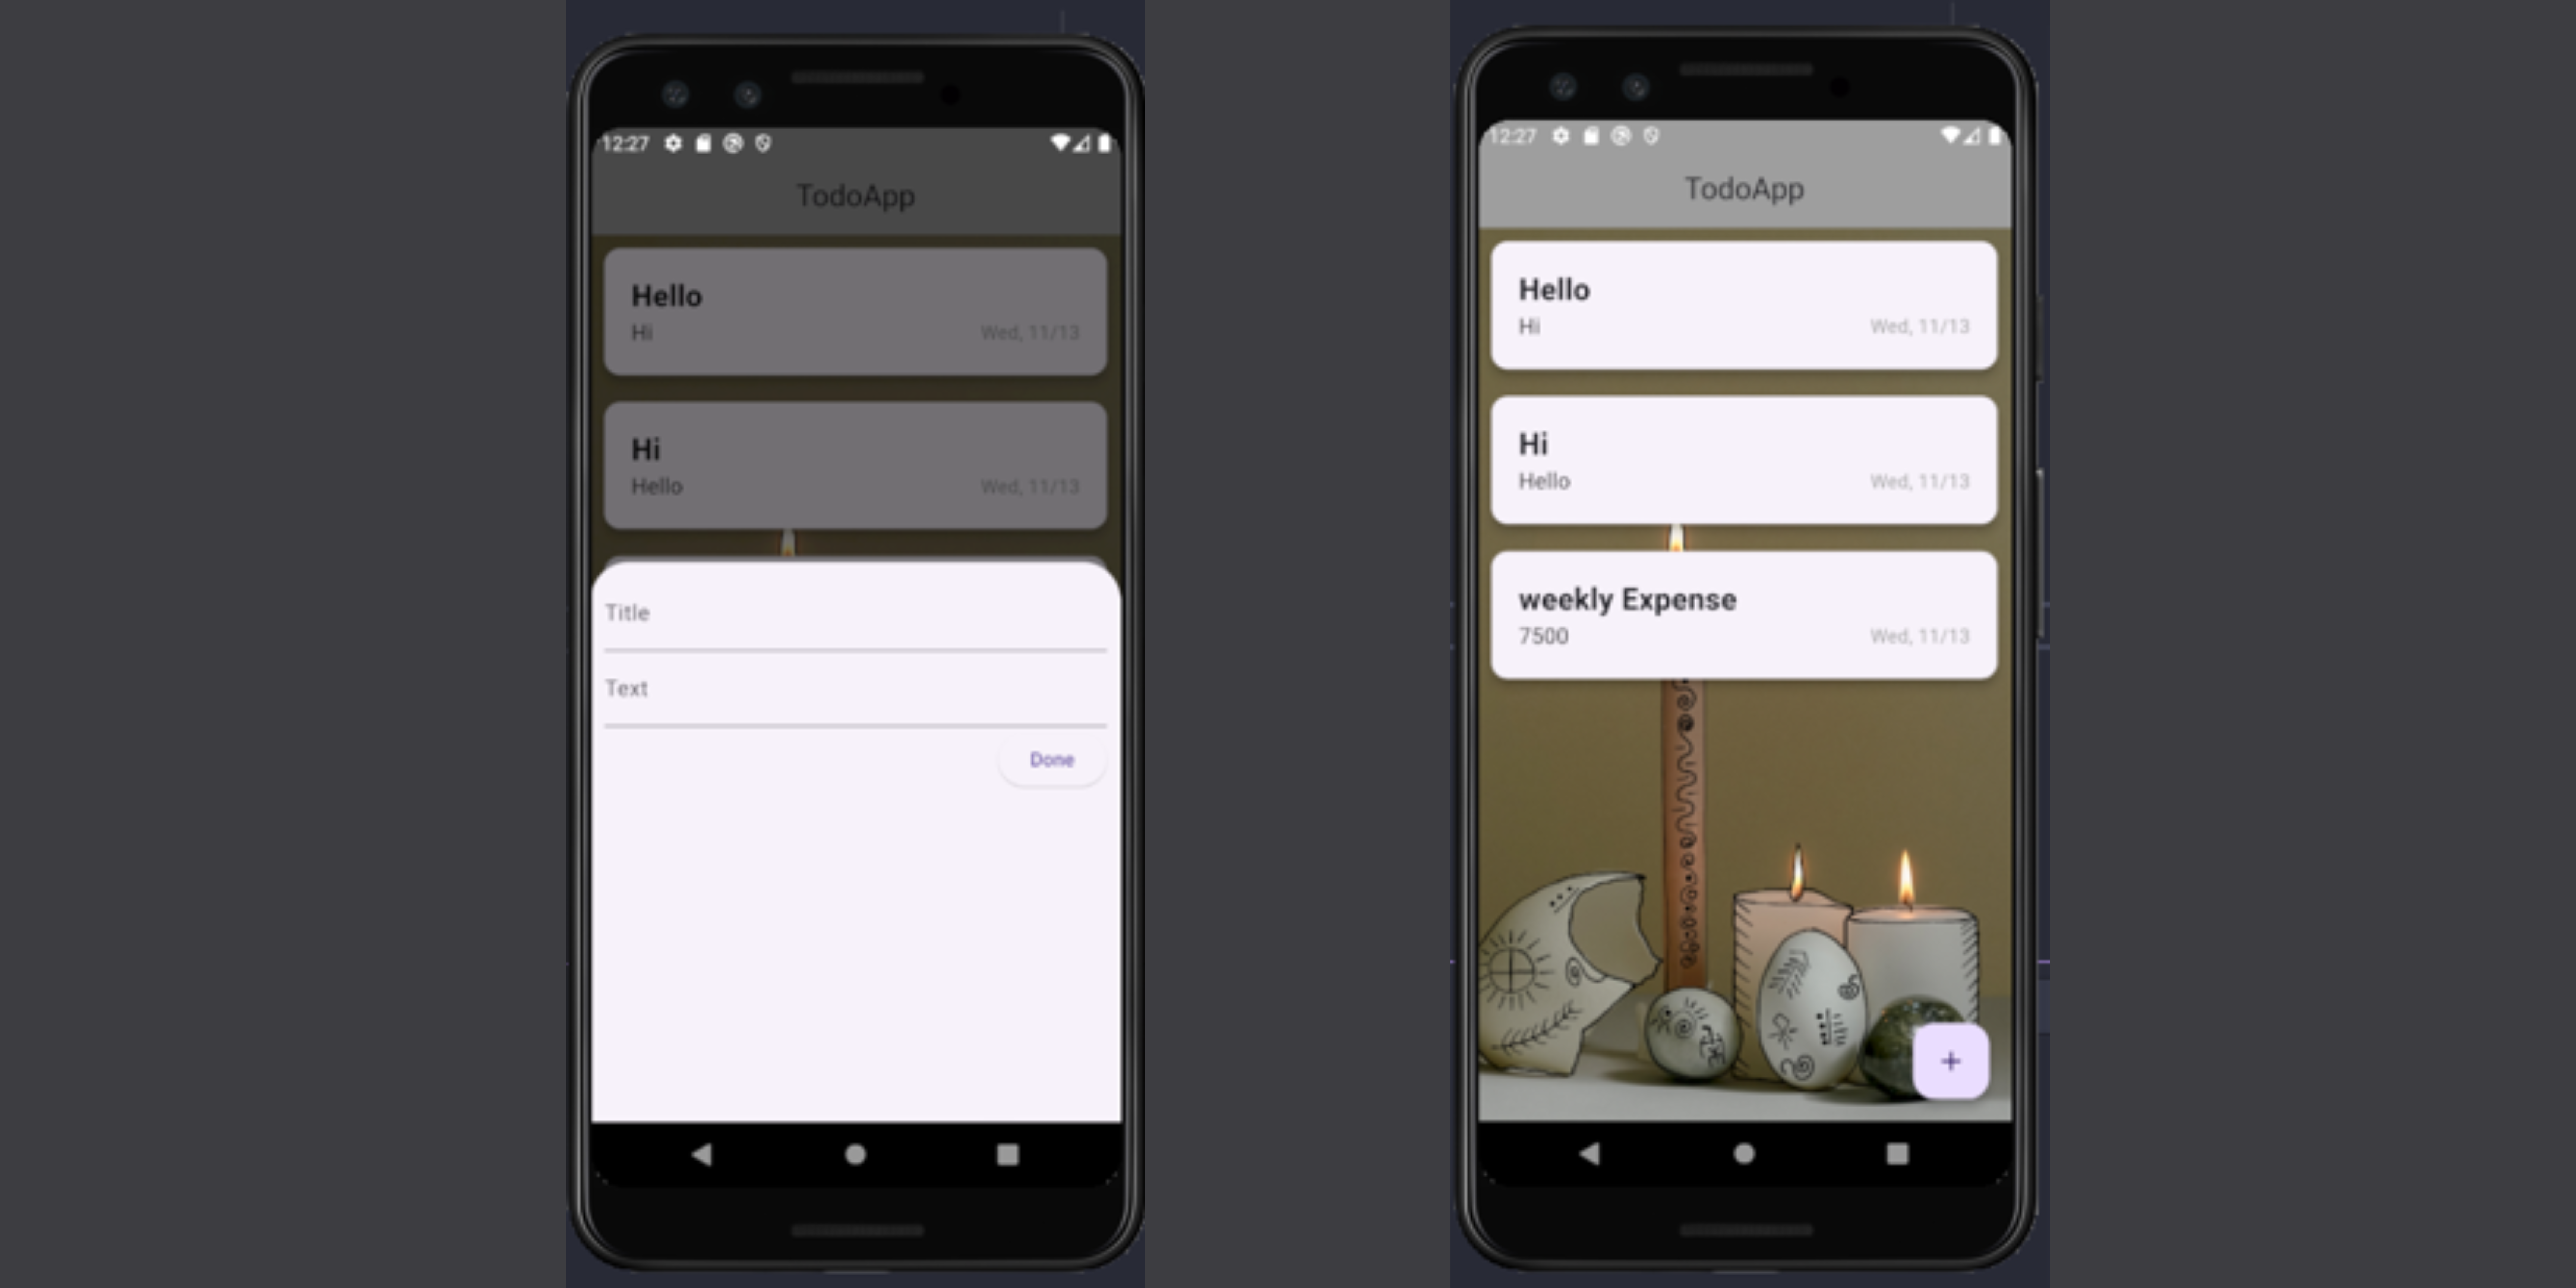 12:27
TodoApp
Hello
Hi
Wed, 11/13
Hi
Hello
Wed, 11/13
Title
Text
Done
12:27
TodoApp
Hello
Hi
Wed, 11/13
Hi
Hello
Wed, 11/13
weekly Expense
7500
Wed, 11/13
+